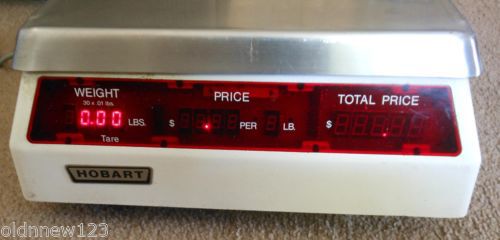 WEIGHT PRICE TOTAL PRICE
30 x .01 lbs.
0.00 LBS. $ PER LB. $
Tare
HOBART
oldnnew123